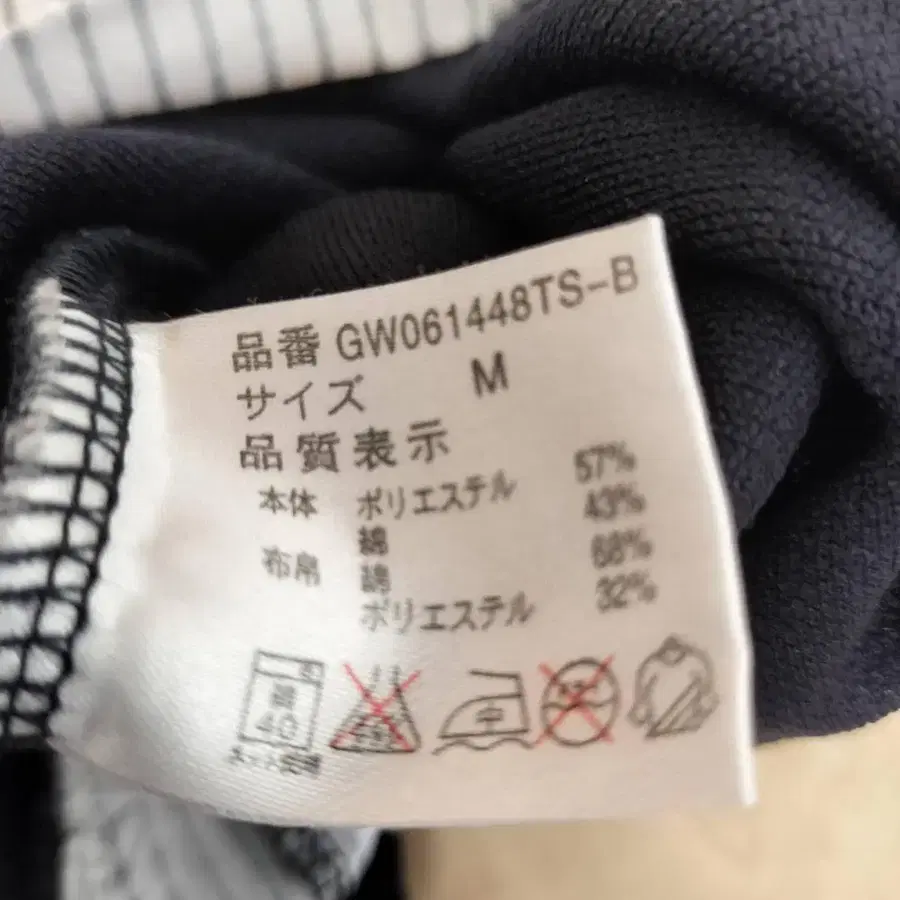 品番 GW061448TS-B
サイズ M
品質表示
本体 ポリエステル 57%
綿 43%
布帛 綿 68%
ポリエステル 32%
40
中